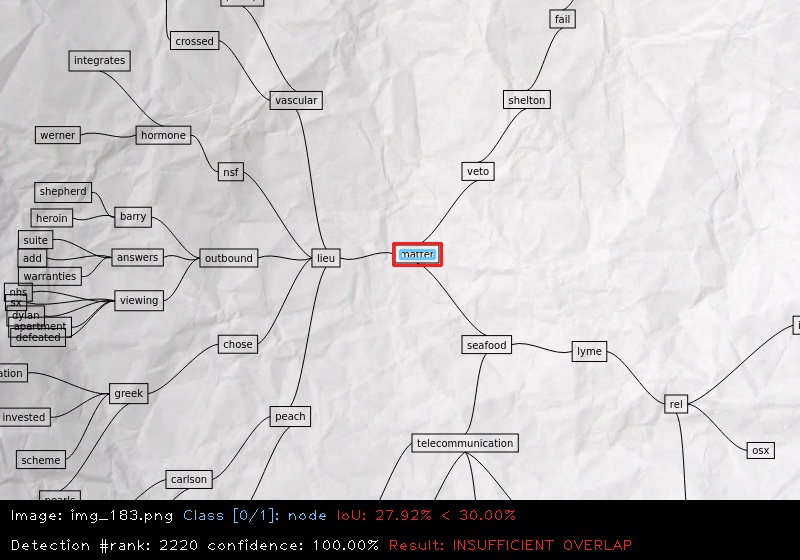 fail
crossed
integrates
vascular
shelton
werner
hormone
nsf
veto
shepherd
heroin
barry
suite
add
warranties
answers
outbound
lieu
matter
nhs
sx
dylan
apartment
defeated
viewing
chose
seafood
lyme
greek
invested
rel
peach
telecommunication
osx
scheme
carlson
pearls
Image: img_183.png Class [0/1]: node IoU: 27.92% < 30.00%
Detection #rank: 2220 confidence: 100.00% Result: INSUFFICIENT OVERLAP